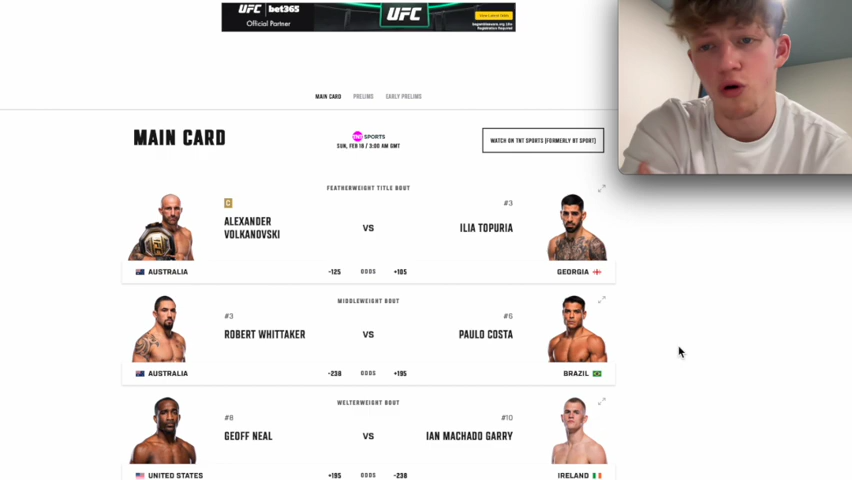 UFC bet365
Official Partner
UFC
MAIN CARD PRELIMS EARLY PRELIMS
MAIN CARD
SPORTS
SUN, FEB 18 / 3:00 AM GMT
WATCH ON TNT SPORTS (FORMERLY BT SPORT)
FEATHERWEIGHT TITLE BOUT
C #3
ALEXANDER
VOLKANOVSKI VS ILIA TOPURIA
AUSTRALIA -125 ODDS +105 GEORGIA
MIDDLEWEIGHT BOUT
#3 #6
ROBERT WHITTAKER VS PAULO COSTA
AUSTRALIA -238 ODDS +195 BRAZIL
WELTERWEIGHT BOUT
#8 #10
GEOFF NEAL VS IAN MACHADO GARRY
UNITED STATES +195 ODDS -238 IRELAND